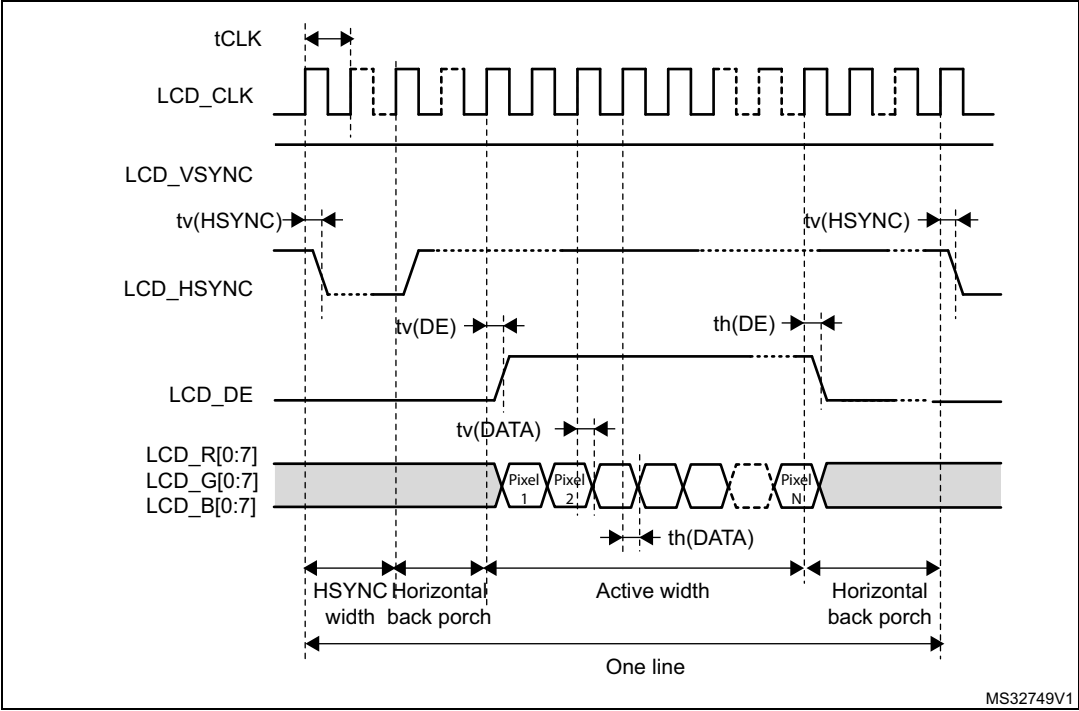 tCLK
LCD_CLK
LCD_VSYNC
tv(HSYNC)
tv(HSYNC)
LCD_HSYNC
tv(DE)
th(DE)
LCD_DE
tv(DATA)
LCD_R[0:7]
LCD_G[0:7]
LCD_B[0:7]
Pixel
1
Pixel
2
Pixel
N
th(DATA)
HSYNC
width
Horizontal
back porch
Active width
Horizontal
back porch
One line
MS32749V1